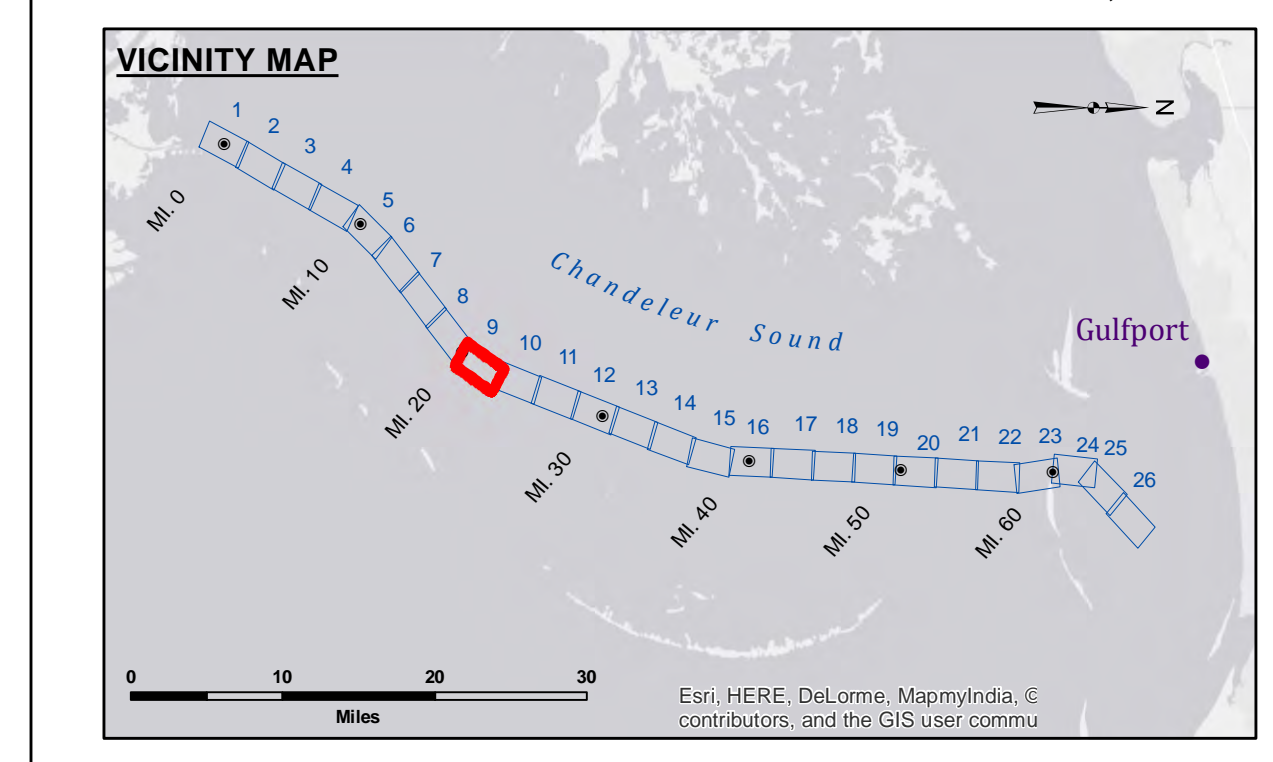 VICINITY MAP
N
1
2
3
4
5
6
7
8
9
10
11
12
13
14
15
16
17
18
19
20
21
22
23
24
25
26
MI. 0
MI. 10
MI. 20
MI. 30
MI. 40
MI. 50
MI. 60
Chandeleur Sound
Gulfport
0 10 20 30
Miles
Esri, HERE, DeLorme, MapmyIndia, ©
contributors, and the GIS user commu